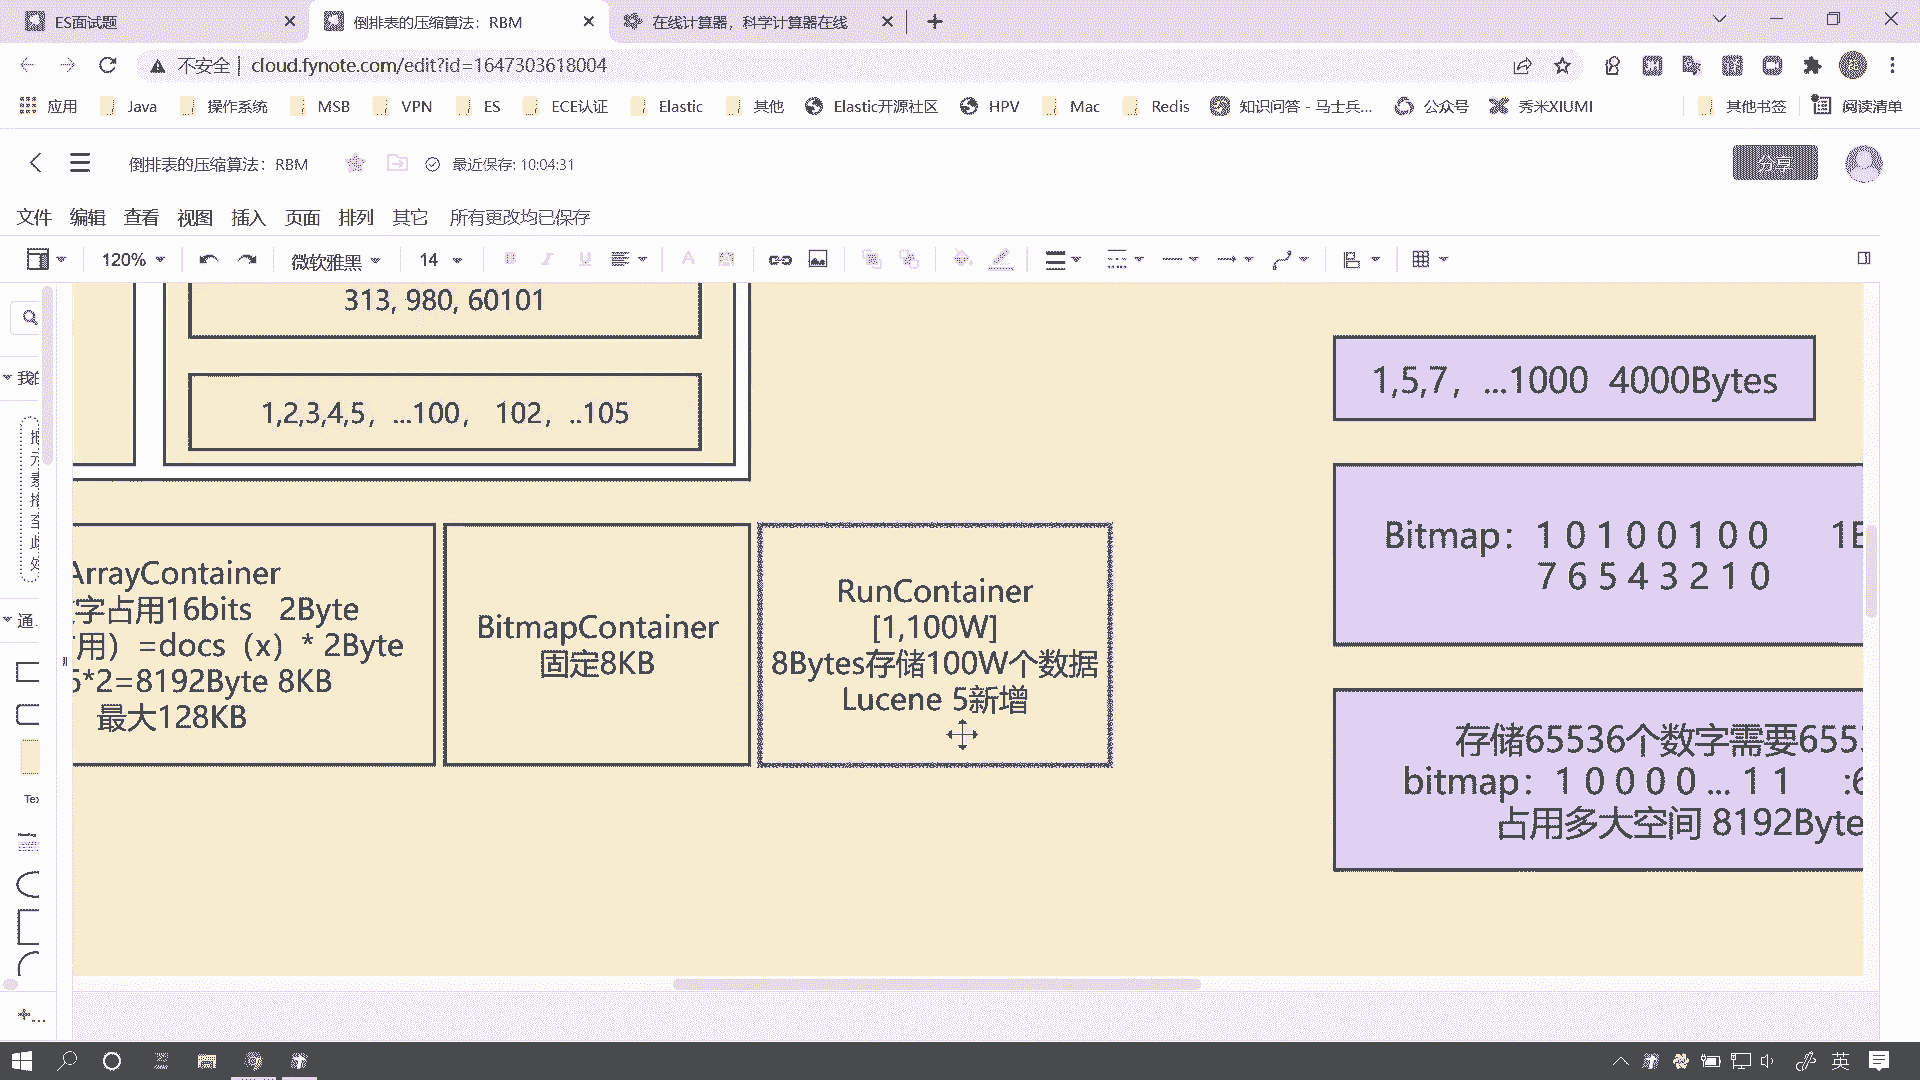 ES面试题
倒排表的压缩算法：RBM
在线计算器，科学计算器在线
不安全
cloud.fynote.com/edit?id=1647303618004
应用
Java
操作系统
MSB
VPN
ES
ECE认证
Elastic
其他
Elastic开源社区
HPV
Mac
Redis
知识问答 - 马士兵...
公众号
秀米XIUMI
其他书签
阅读清单
倒排表的压缩算法：RBM
最近保存: 10:04:31
分享
文件
编辑
查看
视图
插入
页面
排列
其它
所有更改均已保存
120%
微软雅黑
14
313, 980, 60101
1,2,3,4,5，...100， 102，..105
1,5,7，...1000 4000Bytes
ArrayContainer
字占用16bits 2Byte
用）=docs（x）* 2Byte
5*2=8192Byte 8KB
最大128KB
BitmapContainer
固定8KB
RunContainer
[1,100W]
8Bytes存储100W个数据
Lucene 5新增
Bitmap：1 0 1 0 0 1 0 0
7 6 5 4 3 2 1 0
存储65536个数字需要655
bitmap：1 0 0 0 0 ... 1 1
占用多大空间 8192Byte
我的
通
Tex
英